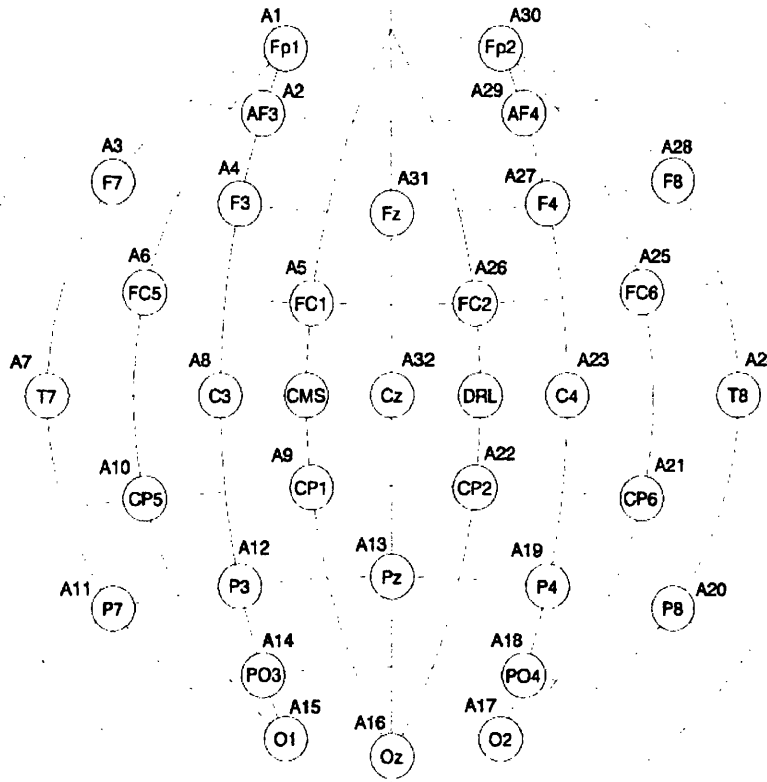 A1 A30
Fp1 Fp2
A2 A29
AF3 AF4
A3 A28
F7 F8
A4 A31 A27
F3 Fz F4
A6 A25
FC5 FC6
A5 A26
FC1 FC2
A7 A8 A32 A23 A2
T7 C3 CMS Cz DRL C4 T8
A9 A22
CP1 CP2
A10 A21
CP5 CP6
A12 A13 A19
P3 Pz P4
A11 A20
P7 P8
A14 A18
PO3 PO4
A15 A16 A17
O1 Oz O2